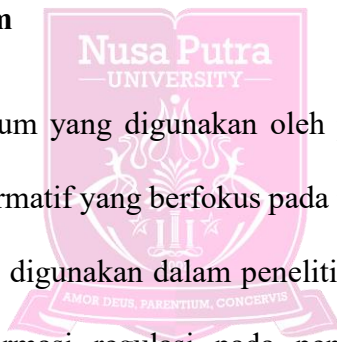 m
Nusa Putra
UNIVERSITY
um yang digunakan oleh
rmatif yang berfokus pada
digunakan dalam peneliti
AMOR DEUS, PARENTIUM, CONCERVIS